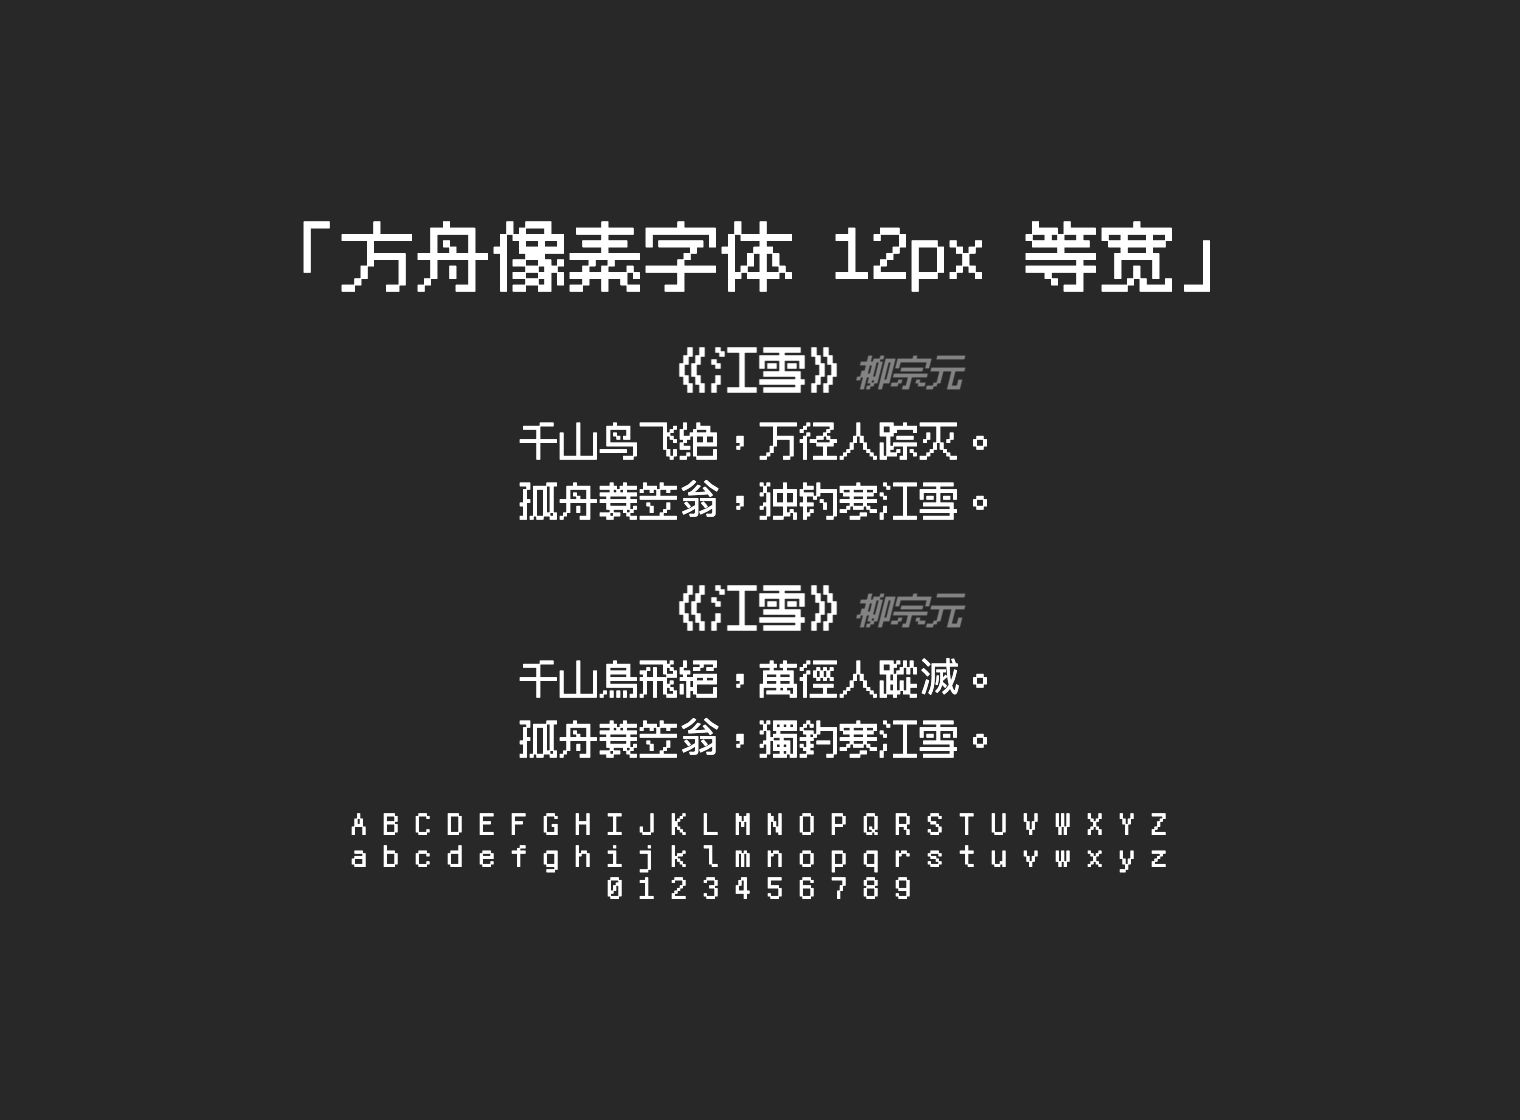 「方舟像素字体 12px 等宽」
《江雪》柳宗元
千山鸟飞绝，万径人踪灭。
孤舟蓑笠翁，独钓寒江雪。
《江雪》柳宗元
千山鳥飛絕，萬徑人蹤滅。
孤舟蓑笠翁，獨釣寒江雪。
A B C D E F G H I J K L M N O P Q R S T U V W X Y Z
a b c d e f g h i j k l m n o p q r s t u v w x y z
0 1 2 3 4 5 6 7 8 9